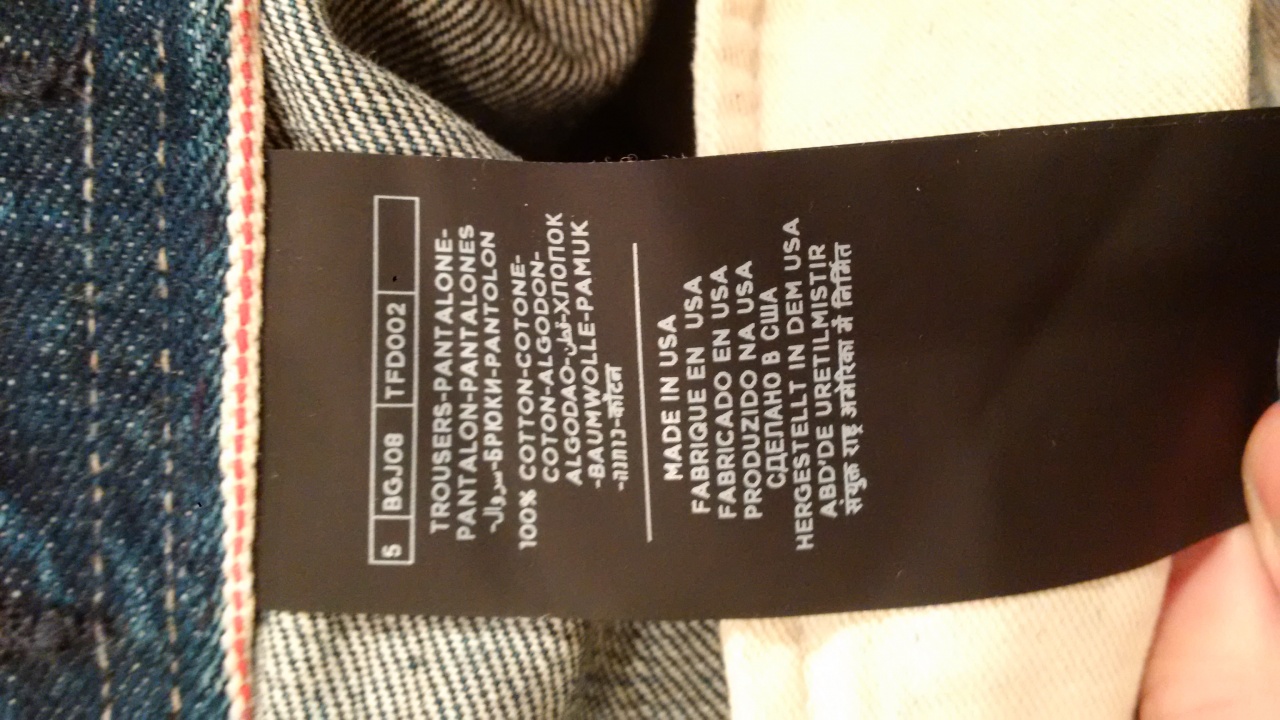 S BGJ08 TFD002
TROUSERS-PANTALONE-
PANTALON-PANTALONES
-سروال-БРЮКИ-PANTOLON
100% COTTON-COTONE-
COTON-ALGODON-
ALGODAO-قطن-ХЛОПОК
-BAUMWOLLE-PAMUK
-כותנה-कॉटन
MADE IN USA
FABRIQUE EN USA
FABRICADO EN USA
PRODUZIDO NA USA
СДЕЛАНО В США
HERGESTELLT IN DEM USA
ABD'DE URETILMISTIR
संयुक्त राष्ट्र अमेरिका में निर्मित